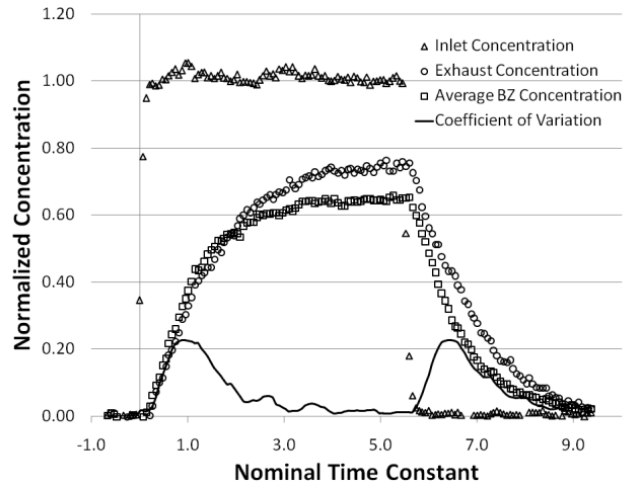 1.20
1.00
0.80
0.60
0.40
0.20
0.00
Normalized Concentration
Inlet Concentration
Exhaust Concentration
Average BZ Concentration
Coefficient of Variation
-1.0 1.0 3.0 5.0 7.0 9.0
Nominal Time Constant